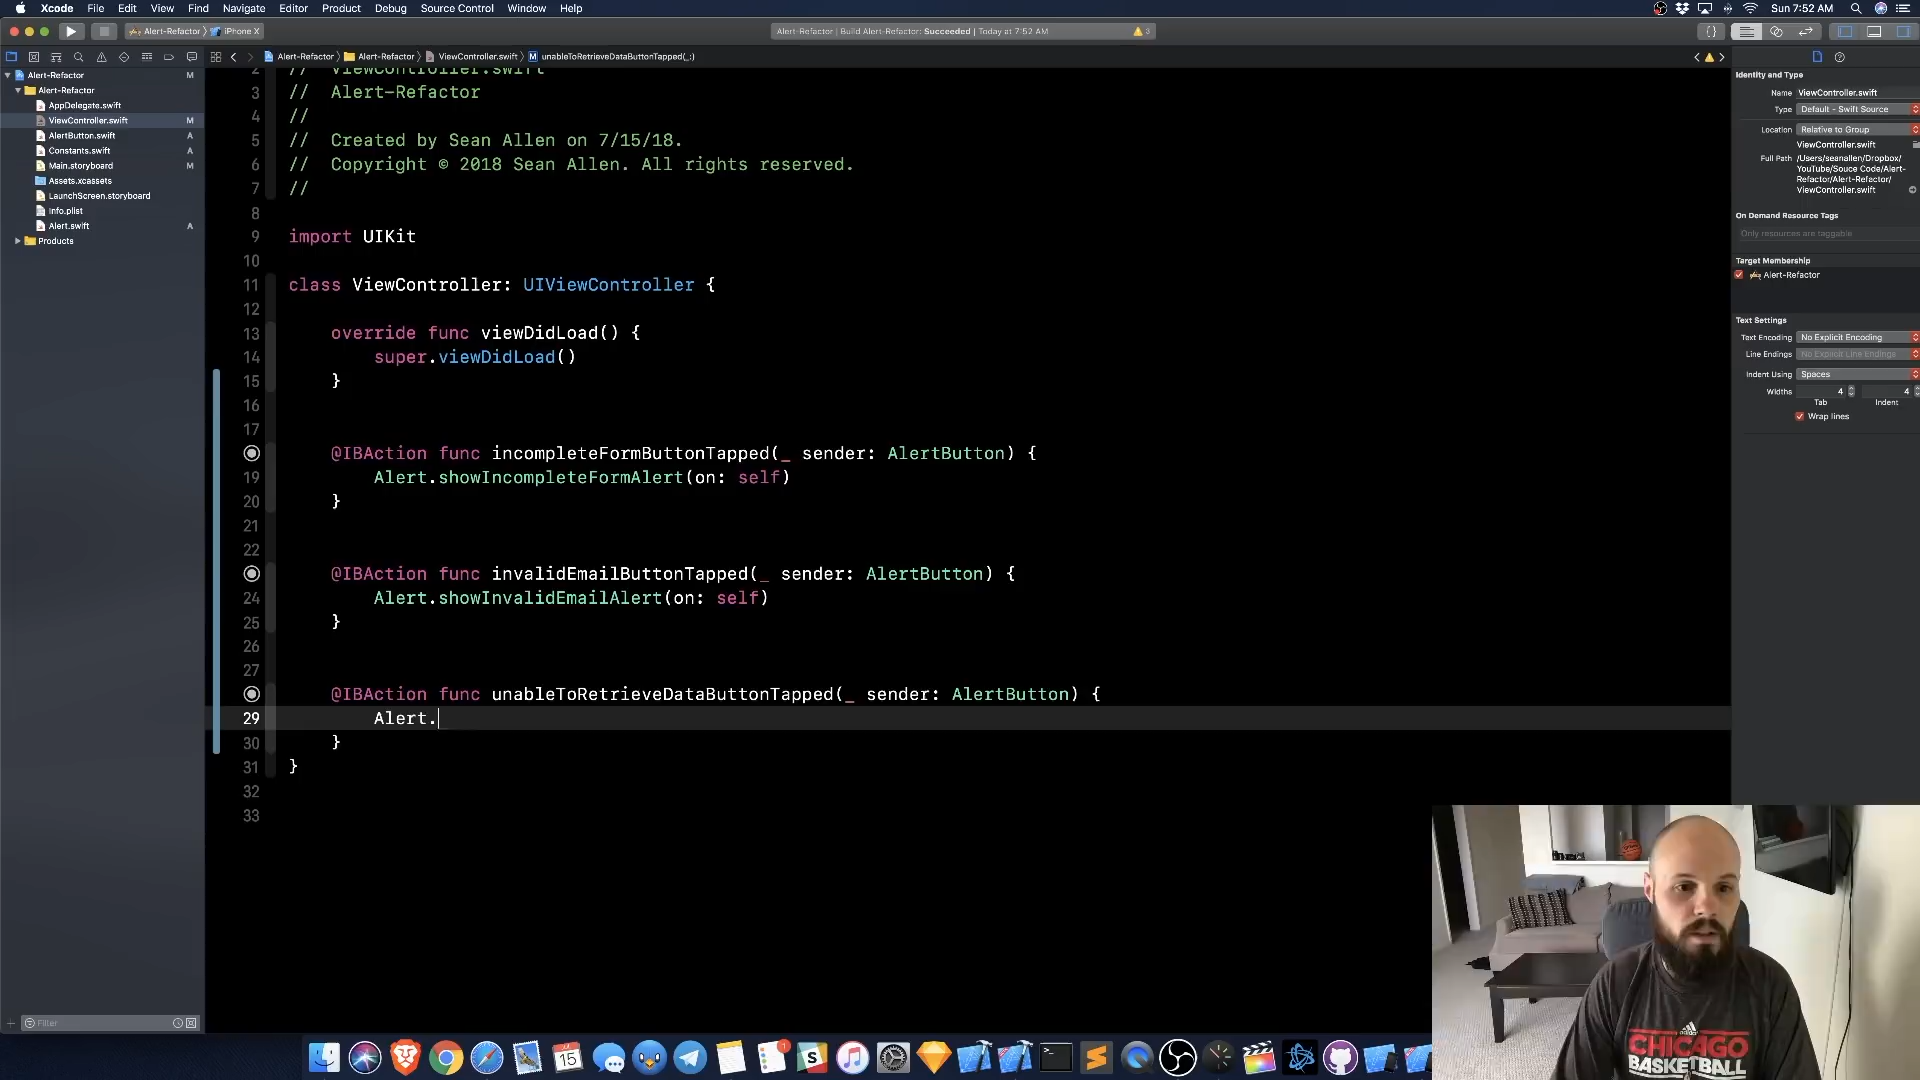 Xcode File Edit View Find Navigate Editor Product Debug Source Control Window Help Sun 7:52 AM
Alert-Refactor iPhone X Alert-Refactor | Build Alert-Refactor: Succeeded | Today at 7:52 AM 3
Alert-Refactor Alert-Refactor ViewController.swift M unableToRetrieveDataButtonTapped(_:)
Alert-Refactor M
Alert-Refactor
AppDelegate.swift
ViewController.swift M
AlertButton.swift A
Constants.swift A
Main.storyboard M
Assets.xcassets
LaunchScreen.storyboard
Info.plist
Alert.swift A
Products
Filter
2 // ViewController.swift
3 // Alert-Refactor
4 //
5 // Created by Sean Allen on 7/15/18.
6 // Copyright © 2018 Sean Allen. All rights reserved.
7 //
8
9 import UIKit
10
11 class ViewController: UIViewController {
12
13 override func viewDidLoad() {
14 super.viewDidLoad()
15 }
16
17
@IBAction func incompleteFormButtonTapped(_ sender: AlertButton) {
19 Alert.showIncompleteFormAlert(on: self)
20 }
21
22
@IBAction func invalidEmailButtonTapped(_ sender: AlertButton) {
24 Alert.showInvalidEmailAlert(on: self)
25 }
26
27
@IBAction func unableToRetrieveDataButtonTapped(_ sender: AlertButton) {
29 Alert.
30 }
31 }
32
33
Identity and Type
Name ViewController.swift
Type Default - Swift Source
Location Relative to Group
ViewController.swift
Full Path /Users/seanallen/Dropbox/
YouTube/Souce Code/Alert-
Refactor/Alert-Refactor/
ViewController.swift
On Demand Resource Tags
Only resources are taggable
Target Membership
Alert-Refactor
Text Settings
Text Encoding No Explicit Encoding
Line Endings No Explicit Line Endings
Indent Using Spaces
Widths 4 4
Tab Indent
Wrap lines
15
1
CHICAGO
BASKETBALL